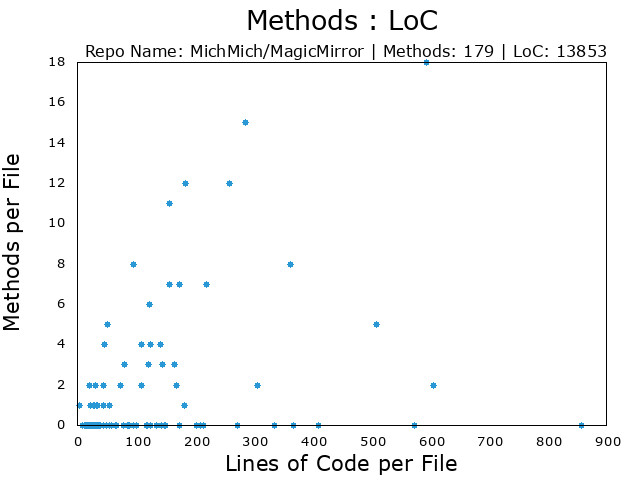 Methods : LoC
Repo Name: MichMich/MagicMirror | Methods: 179 | LoC: 13853
18
16
14
12
10
8
6
4
2
0
Methods per File
0 100 200 300 400 500 600 700 800 900
Lines of Code per File